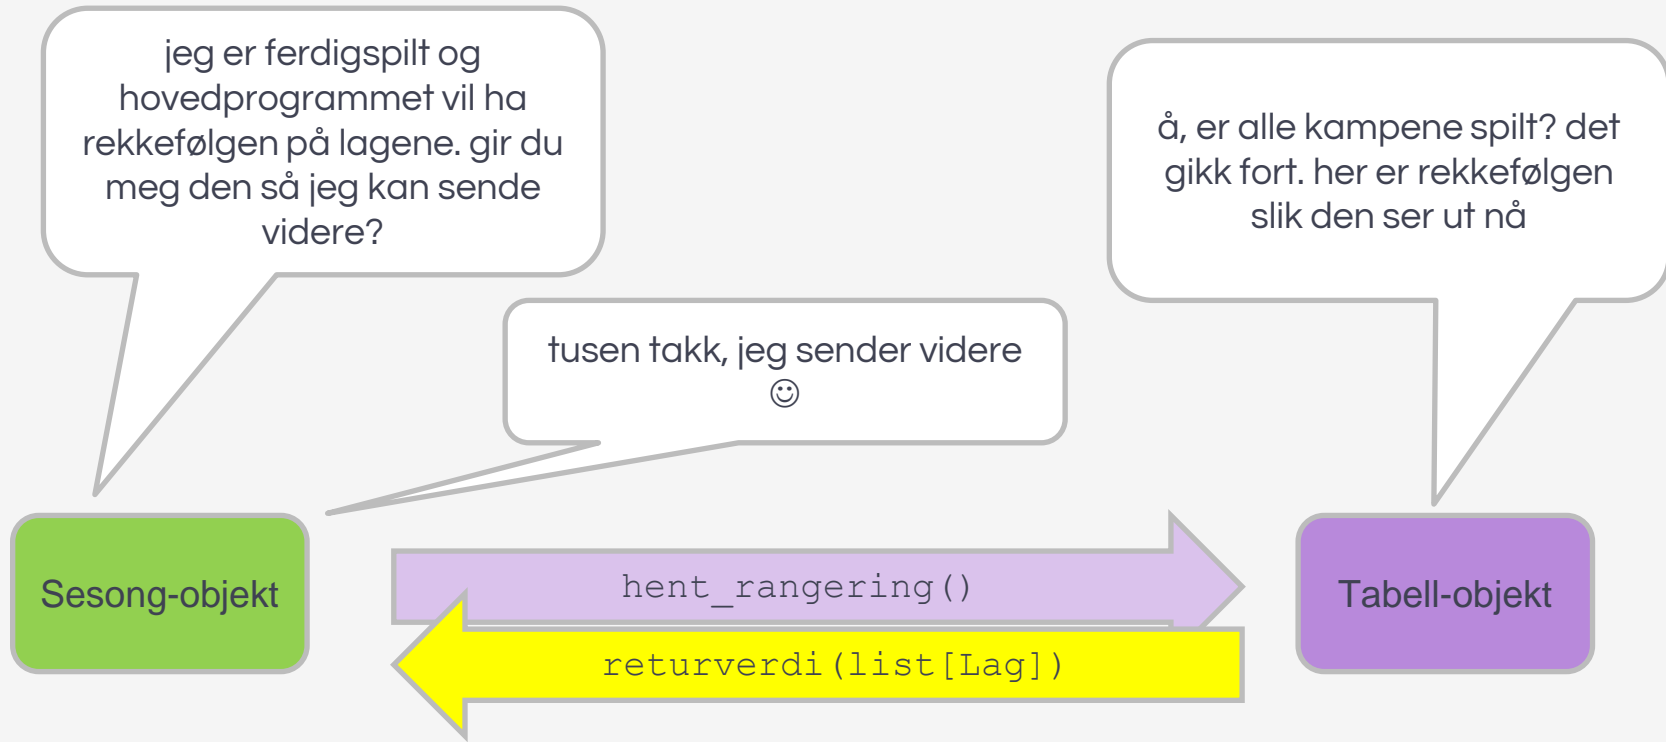 jeg er ferdigspilt og
hovedprogrammet vil ha
rekkefølgen på lagene. gir du
meg den så jeg kan sende
videre?
å, er alle kampene spilt? det
gikk fort. her er rekkefølgen
slik den ser ut nå
tusen takk, jeg sender videre
☺
Sesong-objekt
hent_rangering()
returverdi(list[Lag])
Tabell-objekt